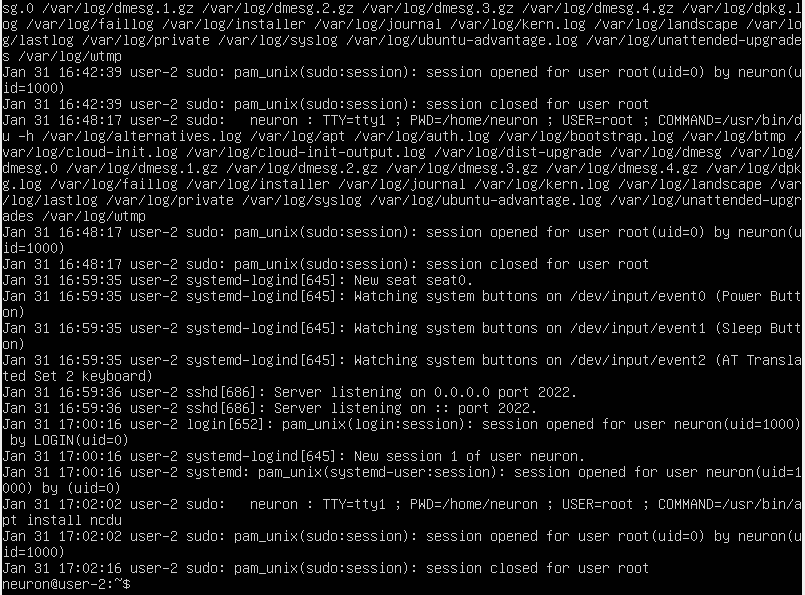 sg.0 /var/log/dmesg.1.gz /var/log/dmesg.2.gz /var/log/dmesg.3.gz /var/log/dmesg.4.gz /var/log/dpkg.l
og /var/log/faillog /var/log/installer /var/log/journal /var/log/kern.log /var/log/landscape /var/lo
g/lastlog /var/log/private /var/log/syslog /var/log/ubuntu-advantage.log /var/log/unattended-upgrade
s /var/log/wtmp
Jan 31 16:42:39 user-2 sudo: pam_unix(sudo:session): session opened for user root(uid=0) by neuron(u
id=1000)
Jan 31 16:42:39 user-2 sudo: pam_unix(sudo:session): session closed for user root
Jan 31 16:48:17 user-2 sudo:   neuron : TTY=tty1 ; PWD=/home/neuron ; USER=root ; COMMAND=/usr/bin/d
u -h /var/log/alternatives.log /var/log/apt /var/log/auth.log /var/log/bootstrap.log /var/log/btmp /
var/log/cloud-init.log /var/log/cloud-init-output.log /var/log/dist-upgrade /var/log/dmesg /var/log/
dmesg.0 /var/log/dmesg.1.gz /var/log/dmesg.2.gz /var/log/dmesg.3.gz /var/log/dmesg.4.gz /var/log/dpk
g.log /var/log/faillog /var/log/installer /var/log/journal /var/log/kern.log /var/log/landscape /var
/log/lastlog /var/log/private /var/log/syslog /var/log/ubuntu-advantage.log /var/log/unattended-upgr
ades /var/log/wtmp
Jan 31 16:48:17 user-2 sudo: pam_unix(sudo:session): session opened for user root(uid=0) by neuron(u
id=1000)
Jan 31 16:48:17 user-2 sudo: pam_unix(sudo:session): session closed for user root
Jan 31 16:59:35 user-2 systemd-logind[645]: New seat seat0.
Jan 31 16:59:35 user-2 systemd-logind[645]: Watching system buttons on /dev/input/event0 (Power Butt
on)
Jan 31 16:59:35 user-2 systemd-logind[645]: Watching system buttons on /dev/input/event1 (Sleep Butt
on)
Jan 31 16:59:35 user-2 systemd-logind[645]: Watching system buttons on /dev/input/event2 (AT Transla
ted Set 2 keyboard)
Jan 31 16:59:36 user-2 sshd[686]: Server listening on 0.0.0.0 port 2022.
Jan 31 16:59:36 user-2 sshd[686]: Server listening on :: port 2022.
Jan 31 17:00:16 user-2 login[652]: pam_unix(login:session): session opened for user neuron(uid=1000)
 by LOGIN(uid=0)
Jan 31 17:00:16 user-2 systemd-logind[645]: New session 1 of user neuron.
Jan 31 17:00:16 user-2 systemd: pam_unix(systemd-user:session): session opened for user neuron(uid=1
000) by (uid=0)
Jan 31 17:02:02 user-2 sudo:   neuron : TTY=tty1 ; PWD=/home/neuron ; USER=root ; COMMAND=/usr/bin/a
pt install ncdu
Jan 31 17:02:02 user-2 sudo: pam_unix(sudo:session): session opened for user root(uid=0) by neuron(u
id=1000)
Jan 31 17:02:16 user-2 sudo: pam_unix(sudo:session): session closed for user root
neuron@user-2:~$